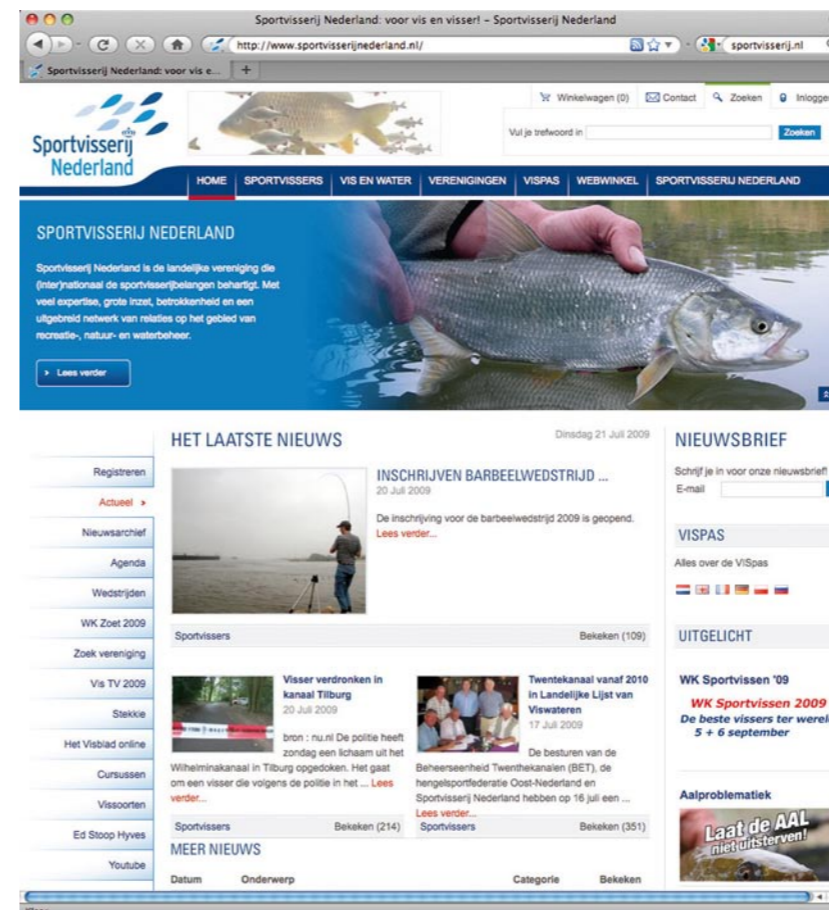 Sportvisserij Nederland: voor vis en visser! – Sportvisserij Nederland
http://www.sportvisserijnederland.nl/
sportvisserij.nl
Sportvisserij Nederland: voor vis e...
+
Sportvisserij
Nederland
Winkelwagen (0)
Contact
Zoeken
Inloggen
Vul je trefwoord in
Zoeken
HOME
SPORTVISSERS
VIS EN WATER
VERENIGINGEN
VISPAS
WEBWINKEL
SPORTVISSERIJ NEDERLAND
SPORTVISSERIJ NEDERLAND
Sportvisserij Nederland is de landelijke vereniging die
(inter)nationaal de sportvisserijbelangen behartigt. Met
veel expertise, grote inzet, betrokkenheid en een
uitgebreid netwerk van relaties op het gebied van
recreatie-, natuur- en waterbeheer.
› Lees verder
Registreren
Actueel ›
Nieuwsarchief
Agenda
Wedstrijden
WK Zoet 2009
Zoek vereniging
Vis TV 2009
Stekkie
Het Visblad online
Cursussen
Vissoorten
Ed Stoop Hyves
Youtube
HET LAATSTE NIEUWS
Dinsdag 21 Juli 2009
INSCHRIJVEN BARBEELWEDSTRIJD ...
20 Juli 2009
De inschrijving voor de barbeelwedstrijd 2009 is geopend.
Lees verder...
Sportvissers
Bekeken (109)
Visser verdronken in
kanaal Tilburg
20 Juli 2009
bron : nu.nl De politie heeft
zondag een lichaam uit het
Wilhelminakanaal in Tilburg opgedoken. Het gaat
om een visser die volgens de politie in het ... Lees
verder...
Sportvissers
Bekeken (214)
Twentekanaal vanaf 2010
in Landelijke Lijst van
Viswateren
17 Juli 2009
De besturen van de
Beheerseenheid Twenthekanalen (BET), de
hengelsportfederatie Oost-Nederland en
Sportvisserij Nederland hebben op 16 juli een ...
Lees verder...
Sportvissers
Bekeken (351)
MEER NIEUWS
Datum
Onderwerp
Categorie
Bekeken
NIEUWSBRIEF
Schrijf je in voor onze nieuwsbrief!
E-mail
VISPAS
Alles over de VISpas
UITGELICHT
WK Sportvissen '09
WK Sportvissen 2009
De beste vissers ter werel
5 + 6 september
Aalproblematiek
Laat de AAL
niet uitsterven!